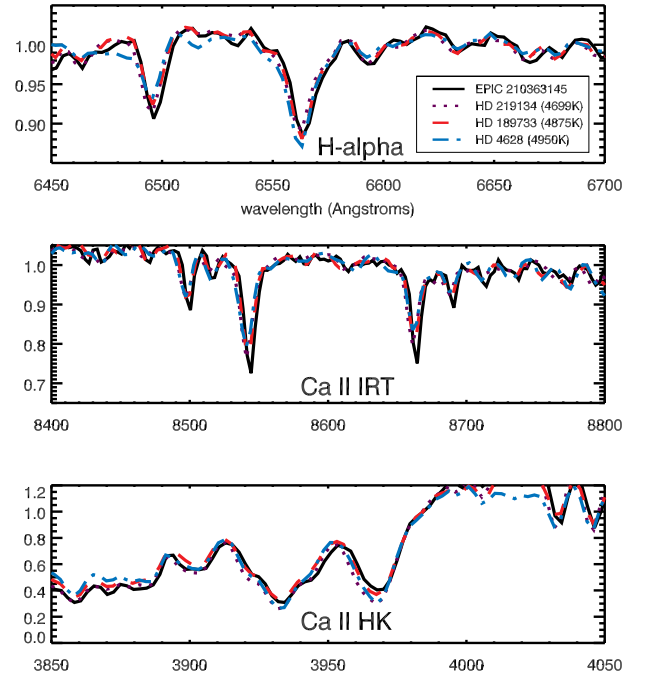 1.00
0.95
0.90
EPIC 210363145
HD 219134 (4699K)
HD 189733 (4875K)
HD 4628 (4950K)
H-alpha
6450 6500 6550 6600 6650 6700
wavelength (Angstroms)
1.0
0.9
0.8
0.7
Ca II IRT
8400 8500 8600 8700 8800
1.2
1.0
0.8
0.6
0.4
0.2
0.0
Ca II HK
3850 3900 3950 4000 4050